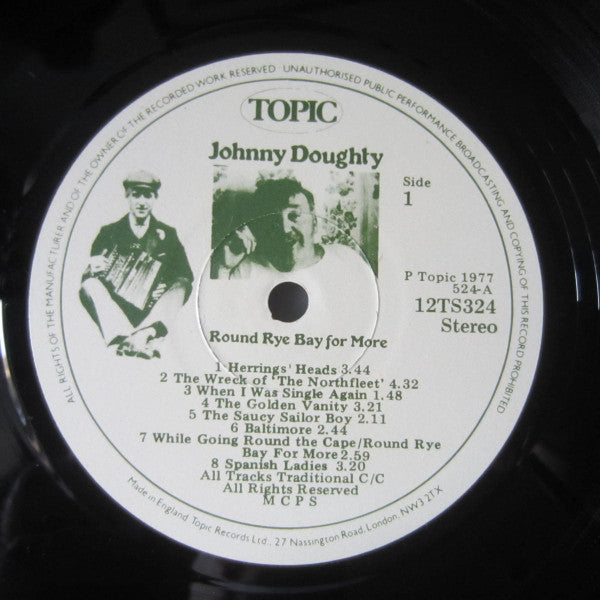 ALL RIGHTS OF THE MANUFACTURER AND OF THE OWNER OF THE RECORDED WORK RESERVED UNAUTHORISED PUBLIC PERFORMANCE BROADCASTING AND COPYING OF THIS RECORD PROHIBITED
TOPIC
Johnny Doughty
Side
1
P Topic 1977
524-A
12TS324
Stereo
Round Rye Bay for More
1 Herrings' Heads 3.44
2 The Wreck of 'The Northfleet' 4.32
3 When I Was Single Again 1.48
4 The Golden Vanity 3.21
5 The Saucy Sailor Boy 2.11
6 Baltimore 2.44
7 While Going Round the Cape/Round Rye
Bay For More 2.59
8 Spanish Ladies 3.20
All Tracks Traditional C/C
All Rights Reserved
M C P S
Made in England Topic Records Ltd., 27 Nassington Road, London, NW3 2TX